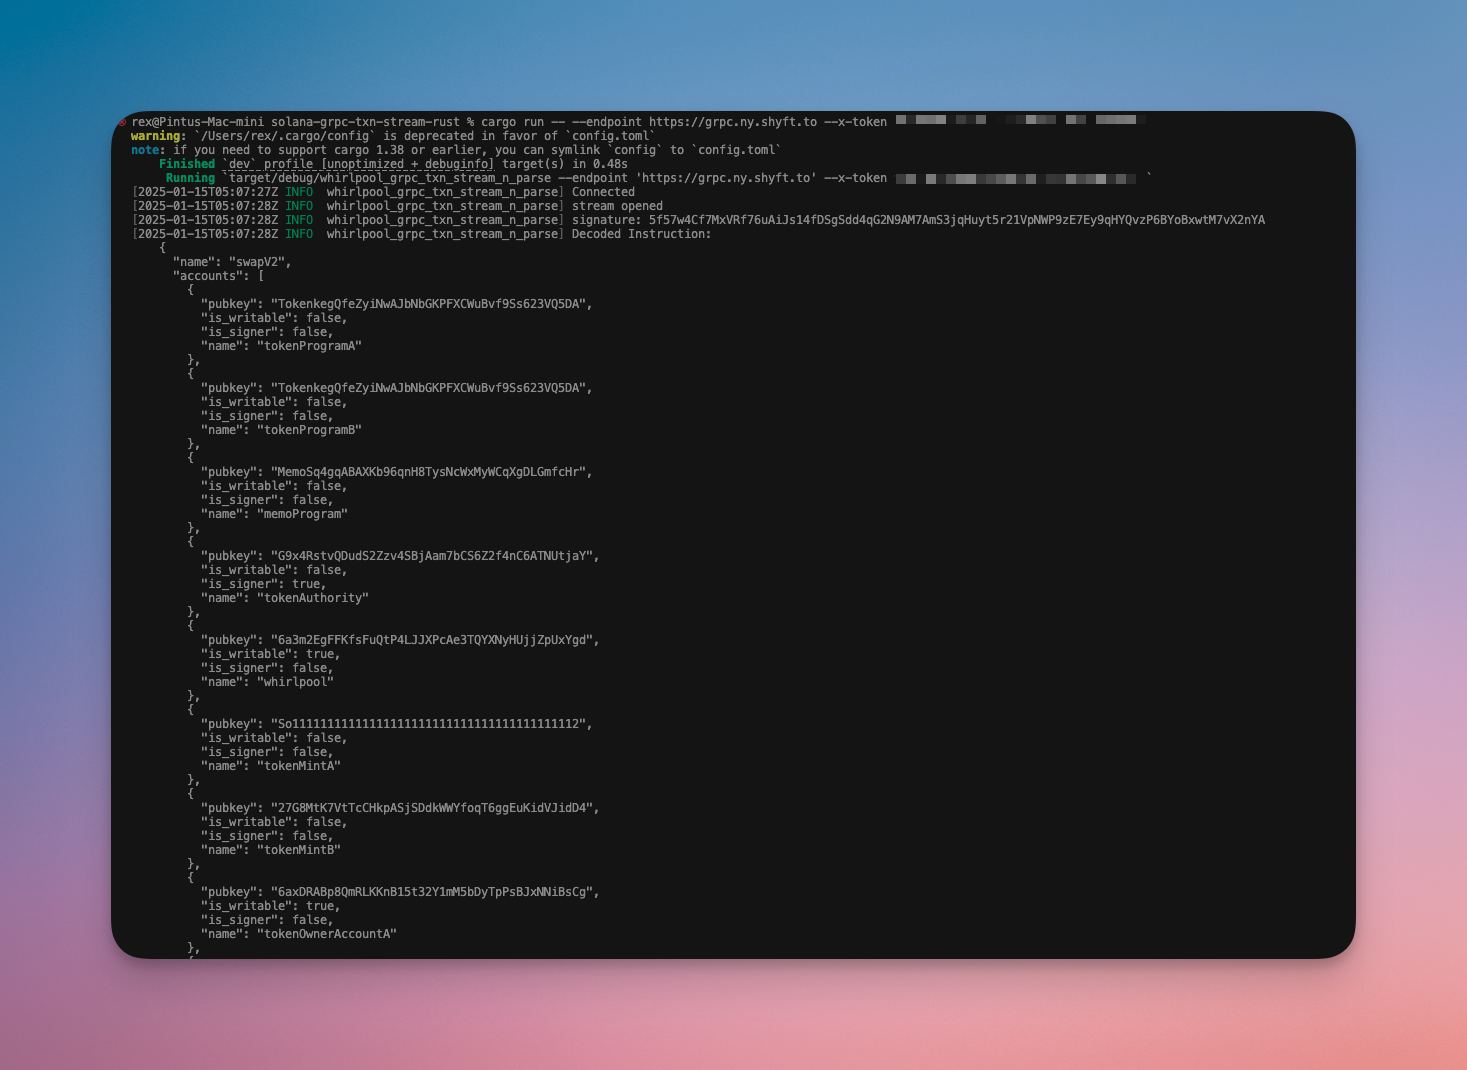 rex@Pintus-Mac-mini solana-grpc-txn-stream-rust % cargo run -- --endpoint https://grpc.ny.shyft.to --x-token
warning: `/Users/rex/.cargo/config` is deprecated in favor of `config.toml`
note: if you need to support cargo 1.38 or earlier, you can symlink `config` to `config.toml`
Finished `dev` profile [unoptimized + debuginfo] target(s) in 0.48s
Running `target/debug/whirlpool_grpc_txn_stream_n_parse --endpoint 'https://grpc.ny.shyft.to' --x-token `
[2025-01-15T05:07:27Z INFO  whirlpool_grpc_txn_stream_n_parse] Connected
[2025-01-15T05:07:28Z INFO  whirlpool_grpc_txn_stream_n_parse] stream opened
[2025-01-15T05:07:28Z INFO  whirlpool_grpc_txn_stream_n_parse] signature: 5f57w4Cf7MxVRf76uAiJs14fDSgSdd4qG2N9AM7AmS3jqHuyt5r21VpNWP9zE7Ey9qHYQvzP6BYoBxwtM7vX2nYA
[2025-01-15T05:07:28Z INFO  whirlpool_grpc_txn_stream_n_parse] Decoded Instruction:
{
"name": "swapV2",
"accounts": [
{
"pubkey": "TokenkegQfeZyiNwAJbNbGKPFXCWuBvf9Ss623VQ5DA",
"is_writable": false,
"is_signer": false,
"name": "tokenProgramA"
},
{
"pubkey": "TokenkegQfeZyiNwAJbNbGKPFXCWuBvf9Ss623VQ5DA",
"is_writable": false,
"is_signer": false,
"name": "tokenProgramB"
},
{
"pubkey": "MemoSq4gqABAXKb96qnH8TysNcWxMyWCqXgDLGmfcHr",
"is_writable": false,
"is_signer": false,
"name": "memoProgram"
},
{
"pubkey": "G9x4RstvQDudS2Zzv4SBjAam7bCS6Z2f4nC6ATNUtjaY",
"is_writable": false,
"is_signer": true,
"name": "tokenAuthority"
},
{
"pubkey": "6a3m2EgFFKfsFuQtP4LJJXPcAe3TQYXNyHUjjZpUxYgd",
"is_writable": true,
"is_signer": false,
"name": "whirlpool"
},
{
"pubkey": "So11111111111111111111111111111111111111112",
"is_writable": false,
"is_signer": false,
"name": "tokenMintA"
},
{
"pubkey": "27G8MtK7VtTcCHkpASjSDdkWWYfoqT6ggEuKidVJidD4",
"is_writable": false,
"is_signer": false,
"name": "tokenMintB"
},
{
"pubkey": "6axDRABp8QmRLKKnB15t32Y1mM5bDyTpPsBJxNNiBsCg",
"is_writable": true,
"is_signer": false,
"name": "tokenOwnerAccountA"
},